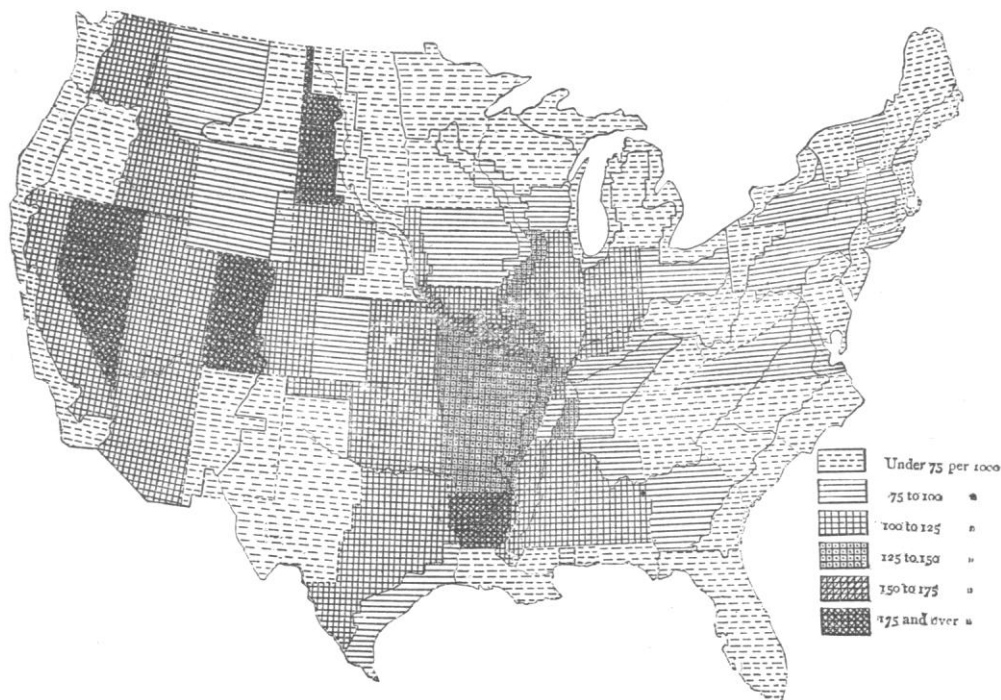 Under 75 per 1000
75 to 100 "
100 to 125 "
125 to 150 "
150 to 175 "
175 and over "